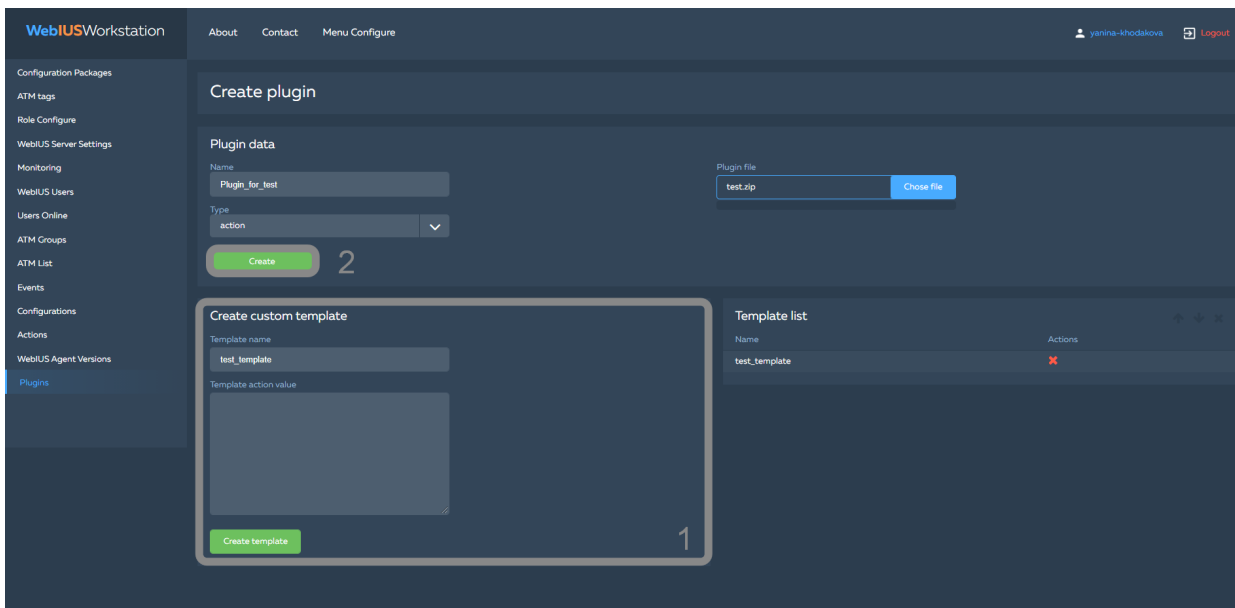 WebIUSWorkstation
About Contact Menu Configure
yanina-khodakova Logout
Configuration Packages
ATM tags
Role Configure
WebIUS Server Settings
Monitoring
WebIUS Users
Users Online
ATM Groups
ATM List
Events
Configurations
Actions
WebIUS Agent Versions
Plugins
Create plugin
Plugin data
Name
Plugin_for_test
Type
action
Create
2
Plugin file
test.zip Chose file
Create custom template
Template name
test_template
Template action value
Create template
1
Template list
Name Actions
test_template